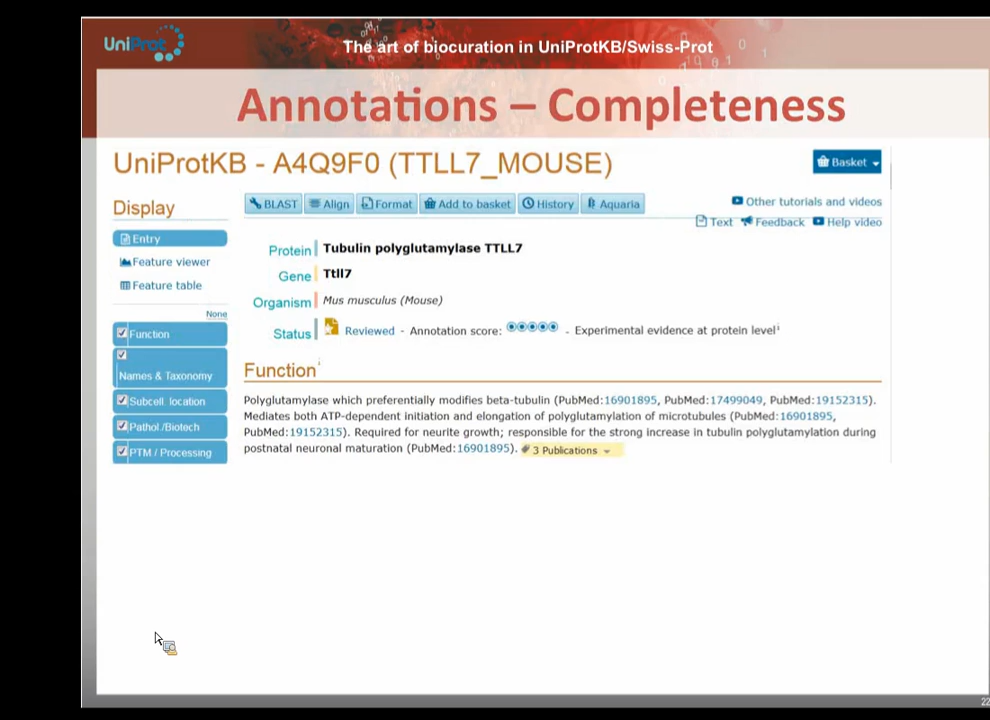 UniProt
The art of biocuration in UniProtKB/Swiss-Prot
Annotations – Completeness
UniProtKB - A4Q9F0 (TTLL7_MOUSE)
Basket
Display
BLAST Align Format Add to basket History Aquaria
Other tutorials and videos
Text Feedback Help video
Entry
Feature viewer
Feature table
None
Function
Names & Taxonomy
Subcell. location
Pathol./Biotech
PTM / Processing
Protein Tubulin polyglutamylase TTLL7
Gene Ttll7
Organism Mus musculus (Mouse)
Status Reviewed - Annotation score: - Experimental evidence at protein level i
Function i
Polyglutamylase which preferentially modifies beta-tubulin (PubMed:16901895, PubMed:17499049, PubMed:19152315).
Mediates both ATP-dependent initiation and elongation of polyglutamylation of microtubules (PubMed:16901895,
PubMed:19152315). Required for neurite growth; responsible for the strong increase in tubulin polyglutamylation during
postnatal neuronal maturation (PubMed:16901895). 3 Publications
22